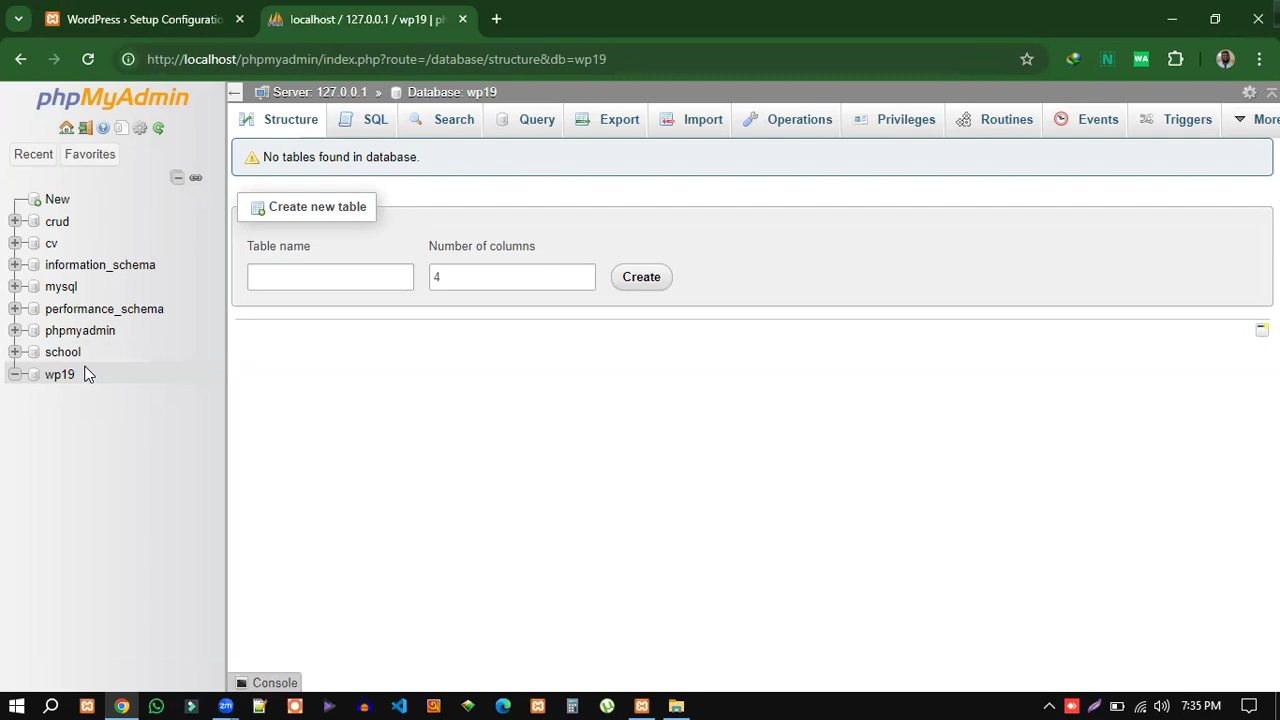 WordPress › Setup Configuratio
localhost / 127.0.0.1 / wp19 | ph
http://localhost/phpmyadmin/index.php?route=/database/structure&db=wp19
phpMyAdmin
Recent
Favorites
New
crud
cv
information_schema
mysql
performance_schema
phpmyadmin
school
wp19
Server: 127.0.0.1 » Database: wp19
Structure
SQL
Search
Query
Export
Import
Operations
Privileges
Routines
Events
Triggers
More
No tables found in database.
Create new table
Table name
Number of columns
4
Create
Console
7:35 PM